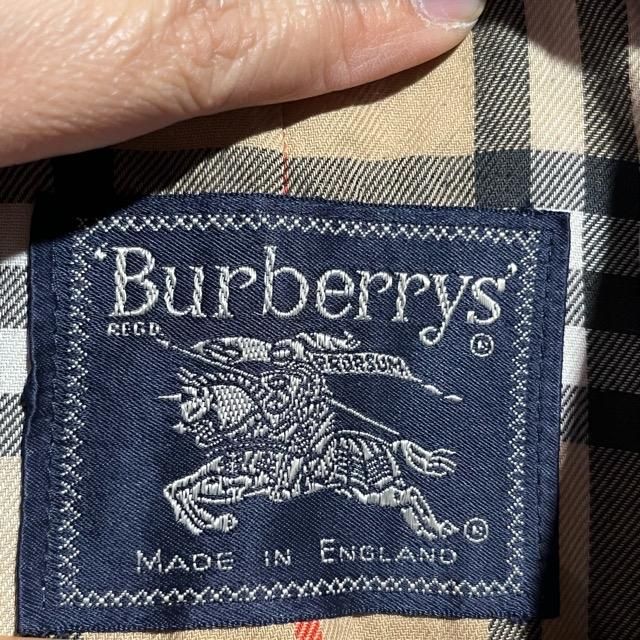 'Burberrys'
REGD.
PRORSUM
®
®
MADE IN ENGLAND